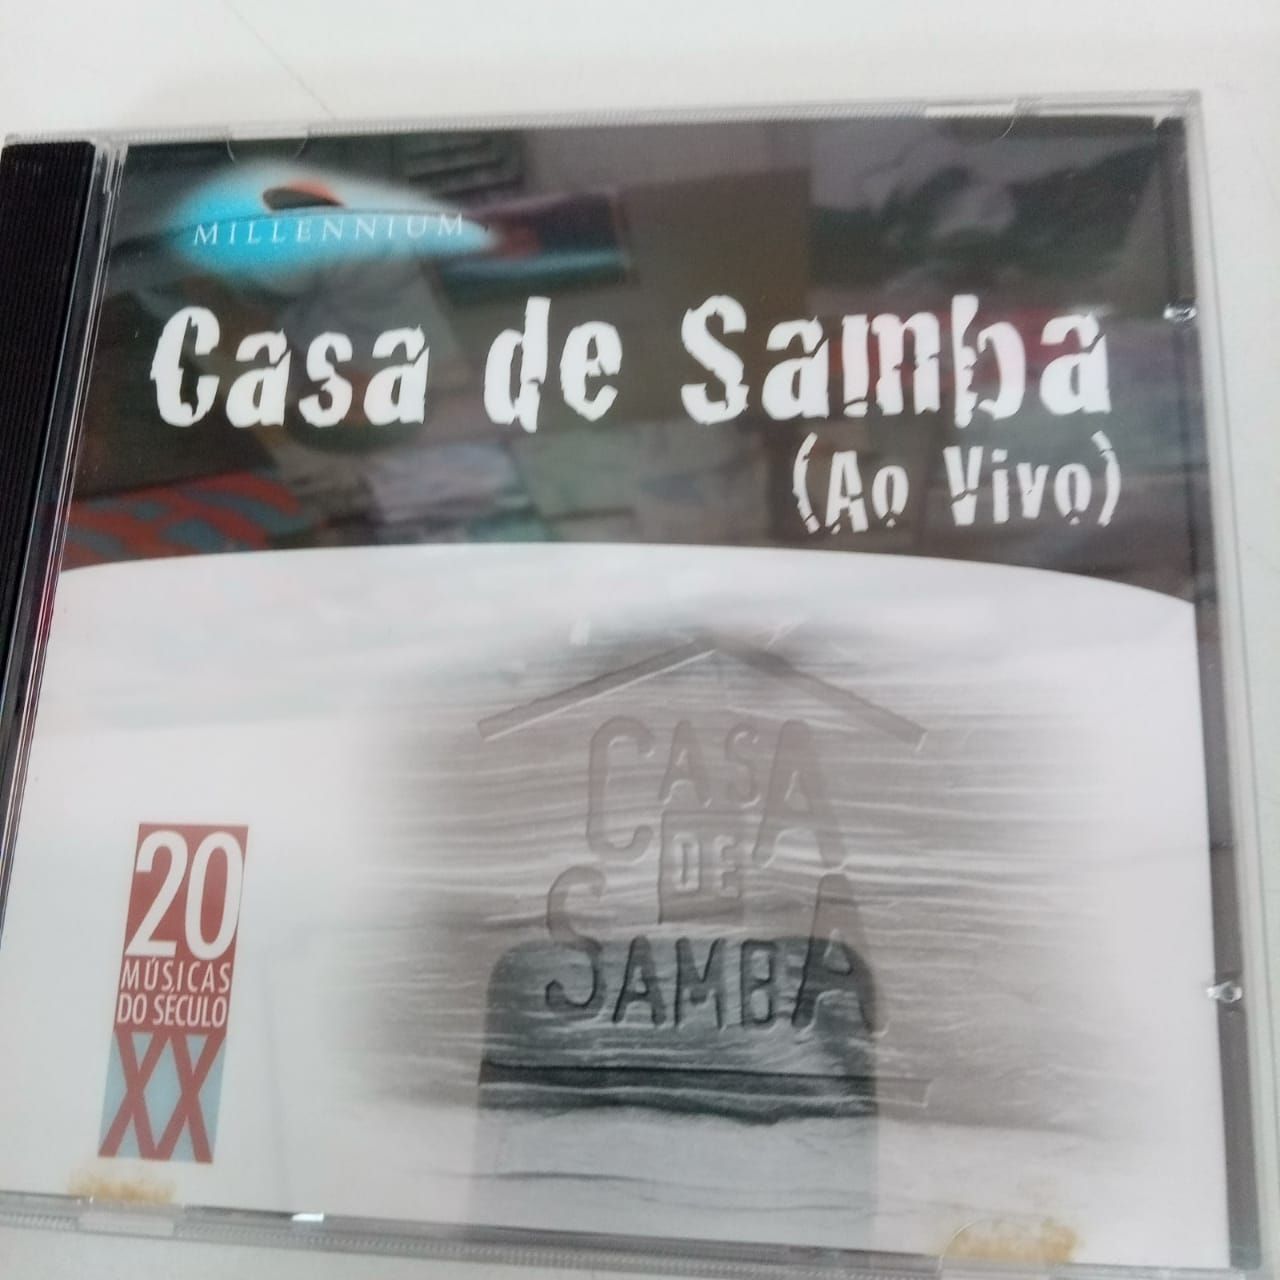 MILLENNIUM
Casa de Samba
(Ao Vivo)
CASA
DE
SAMBA
20
MÚSICAS
DO SÉCULO
XX